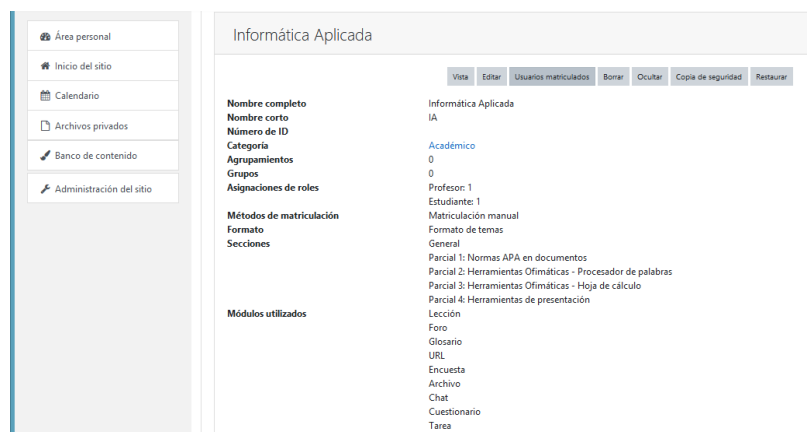 Área personal
Inicio del sitio
Calendario
Archivos privados
Banco de contenido
Administración del sitio
Informática Aplicada
Vista Editar Usuarios matriculados Borrar Ocultar Copia de seguridad Restaurar
Nombre completo Informática Aplicada
Nombre corto IA
Número de ID
Categoría Académico
Agrupamientos 0
Grupos 0
Asignaciones de roles Profesor: 1
Estudiante: 1
Métodos de matriculación Matriculación manual
Formato Formato de temas
Secciones General
Parcial 1: Normas APA en documentos
Parcial 2: Herramientas Ofimáticas - Procesador de palabras
Parcial 3: Herramientas Ofimáticas - Hoja de cálculo
Parcial 4: Herramientas de presentación
Módulos utilizados Lección
Foro
Glosario
URL
Encuesta
Archivo
Chat
Cuestionario
Tarea